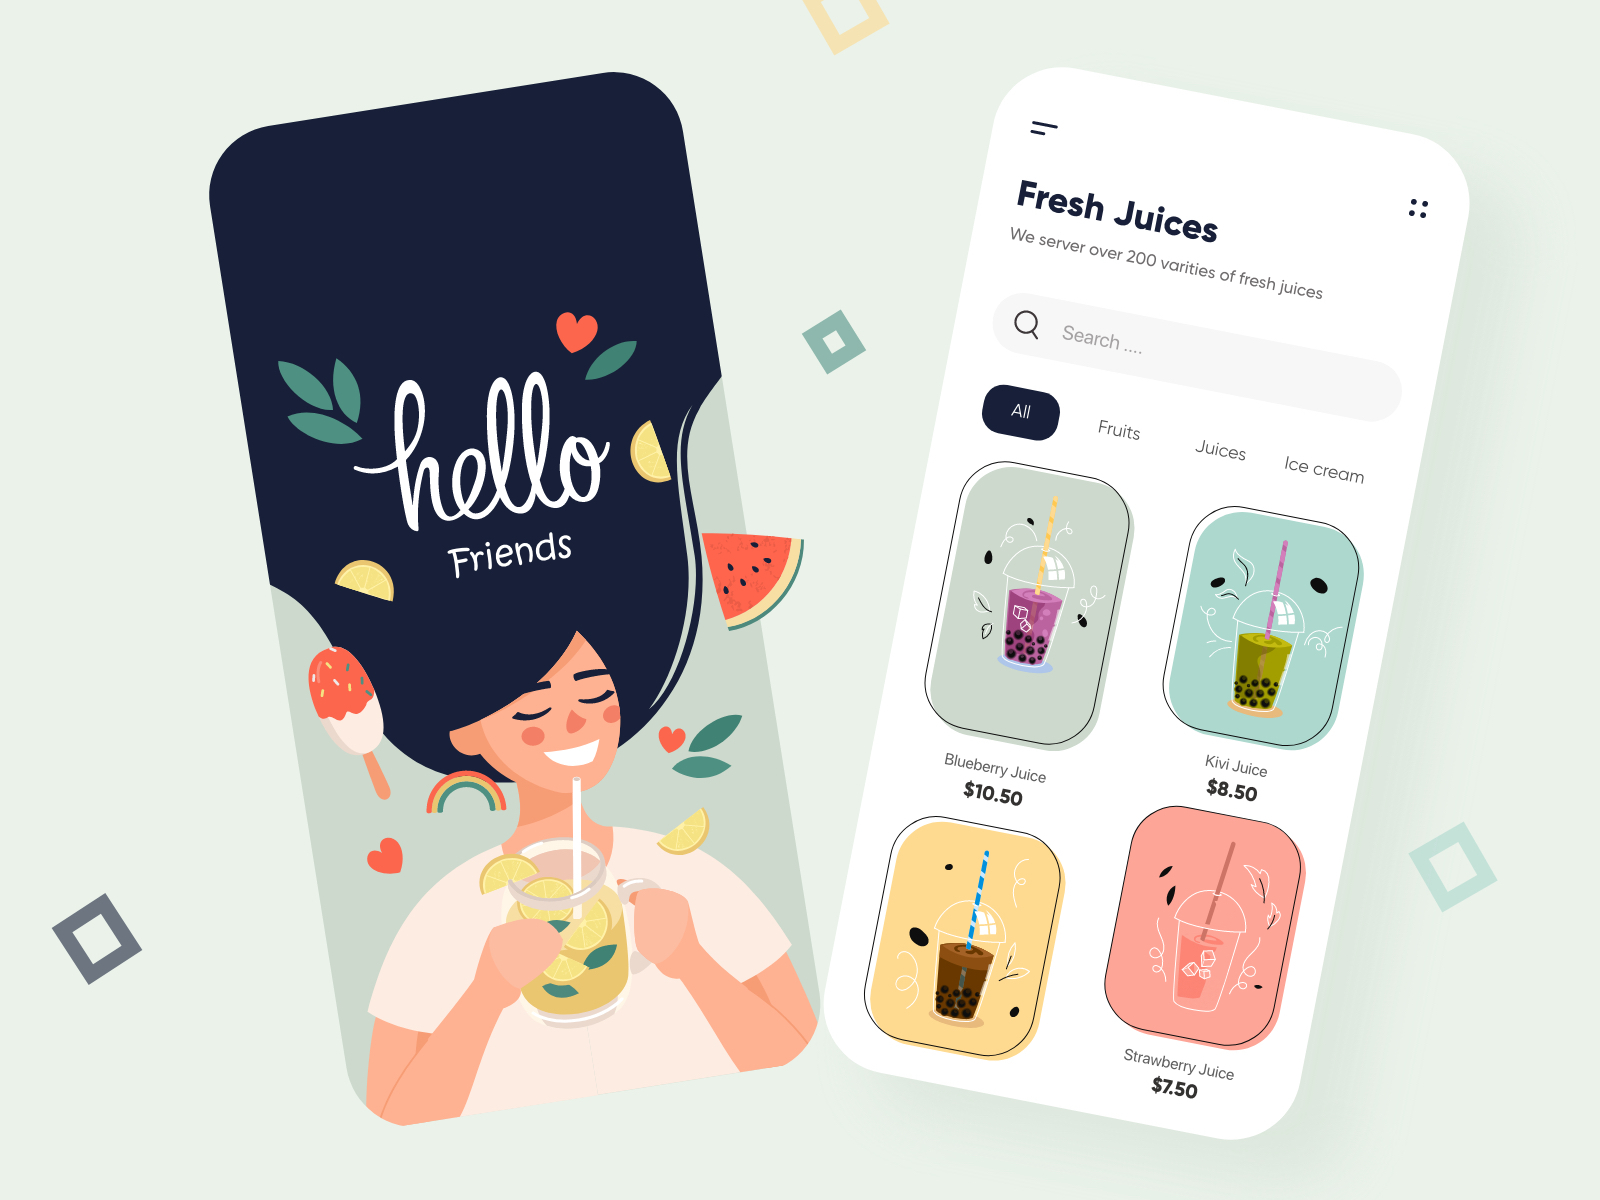 hello
Friends
Fresh Juices
We server over 200 varities of fresh juices
Search ....
All
Fruits
Juices
Ice cream
Blueberry Juice
$10.50
Kivi Juice
$8.50
Strawberry Juice
$7.50